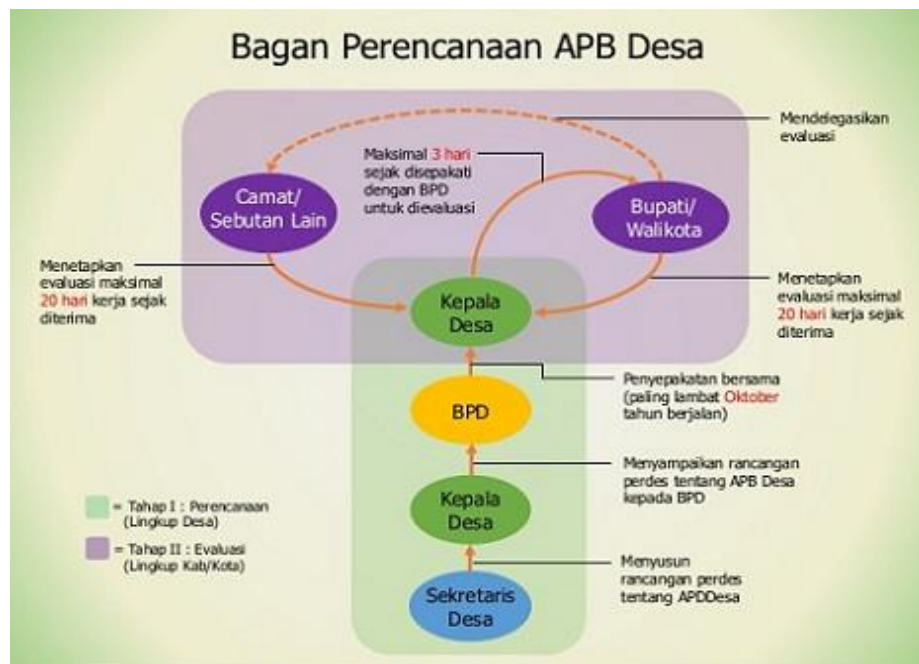 Bagan Perencanaan APB Desa
Mendelegasikan
evaluasi
Maksimal 3 hari
sejak disepakati
dengan BPD
untuk dievaluasi
Camat/
Sebutan Lain
Bupati/
Walikota
Menetapkan
evaluasi maksimal
20 hari kerja sejak
diterima
Kepala
Desa
Menetapkan
evaluasi maksimal
20 hari kerja sejak
diterima
Penyepakatan bersama
(paling lambat Oktober
tahun berjalan)
BPD
Menyampaikan rancangan
perdes tentang APB Desa
kepada BPD
Kepala
Desa
= Tahap I : Perencanaan
(Lingkup Desa)
= Tahap II : Evaluasi
(Lingkup Kab/Kota)
Menyusun
rancangan perdes
tentang APDDesa
Sekretaris
Desa